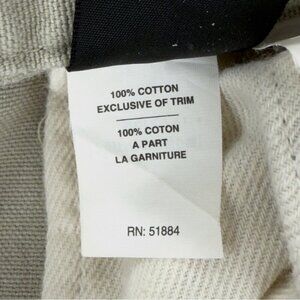 100% COTTON
EXCLUSIVE OF TRIM
100% COTON
A PART
LA GARNITURE
RN: 51884